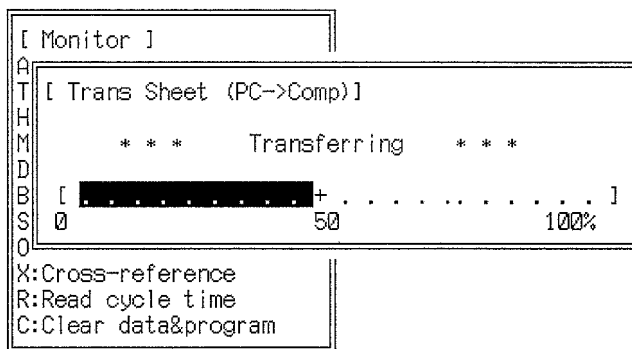 [ Monitor ]
A
T [ Trans Sheet (PC->Comp)]
H
M * * * Transferring * * *
D
B [ . . . . . . . . . + . . . . .. . . . . . ]
S 0 50 100%
O
X:Cross-reference
R:Read cycle time
C:Clear data&program